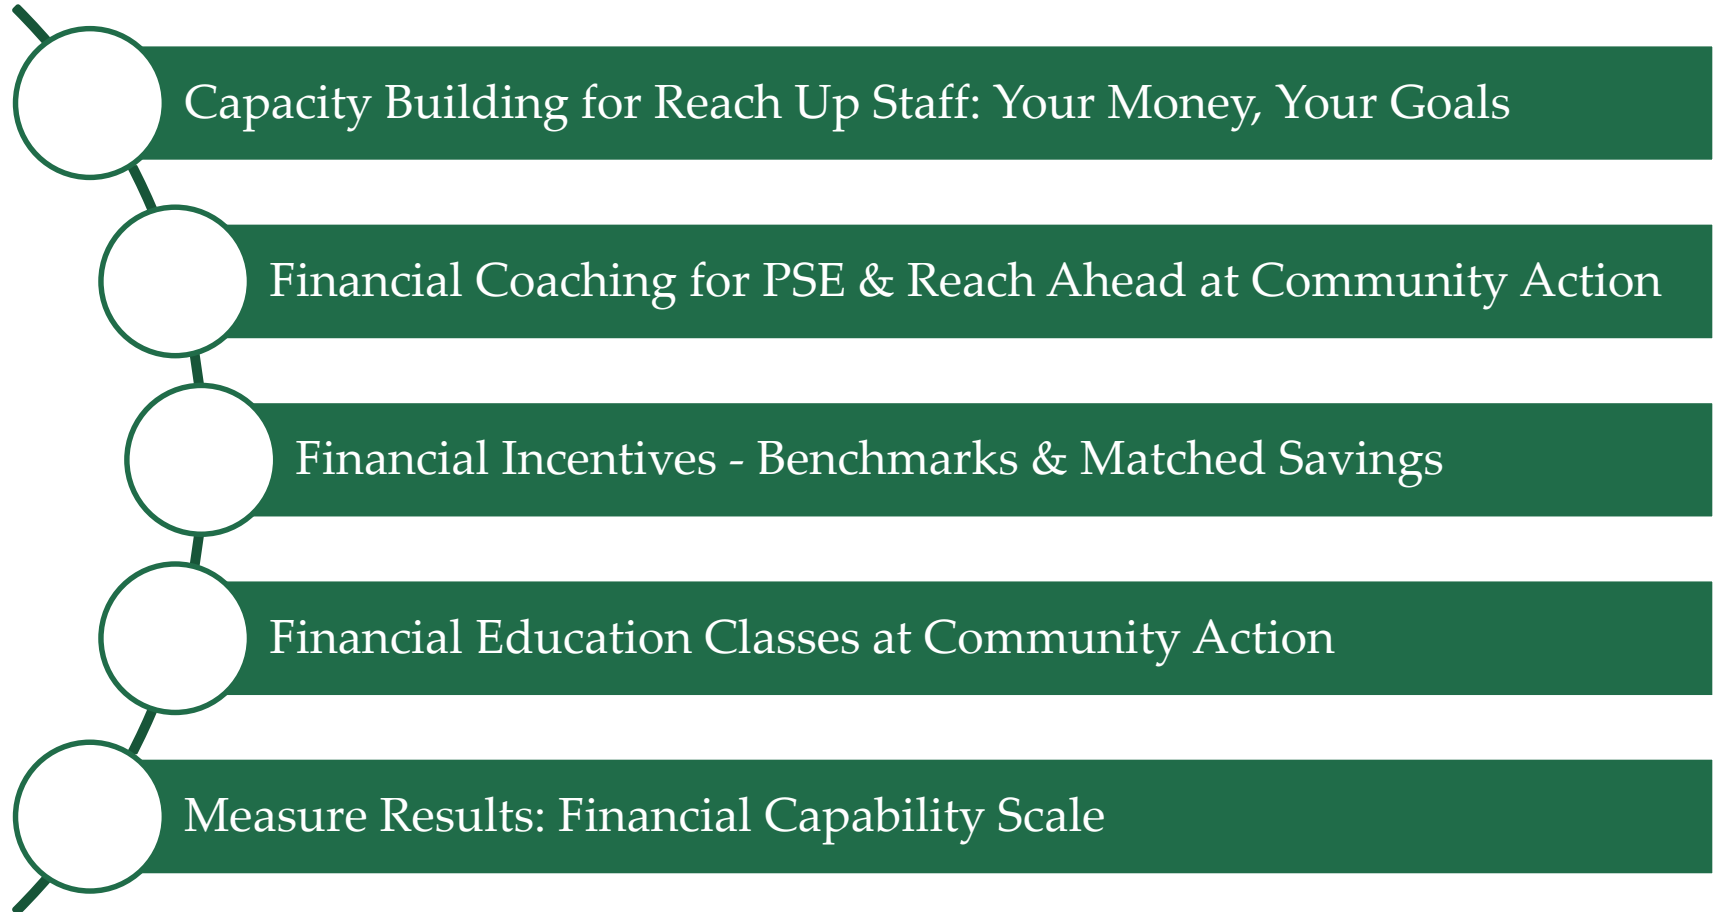 Capacity Building for Reach Up Staff: Your Money, Your Goals
Financial Coaching for PSE & Reach Ahead at Community Action
Financial Incentives - Benchmarks & Matched Savings
Financial Education Classes at Community Action
Measure Results: Financial Capability Scale